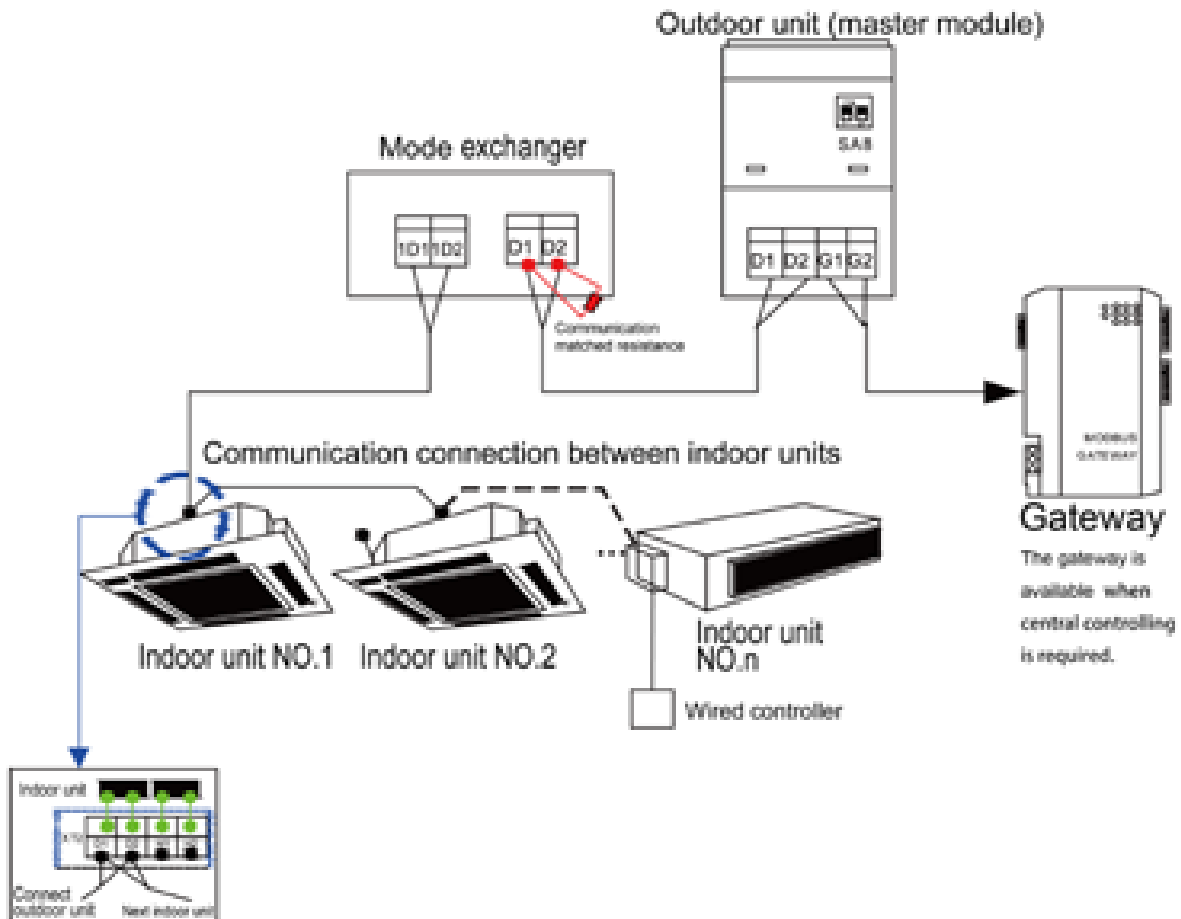 Outdoor unit (master module)
SA8
Mode exchanger
1D1 1D2
D1 D2
D1 D2 G1 G2
Communication
matched resistance
MODBUS
GATEWAY
Gateway
The gateway is
available when
central controlling
is required.
Communication connection between indoor units
Indoor unit NO.1
Indoor unit NO.2
Indoor unit
NO.n
Wired controller
Indoor unit
D1 D2
Connect
outdoor unit
Next indoor unit